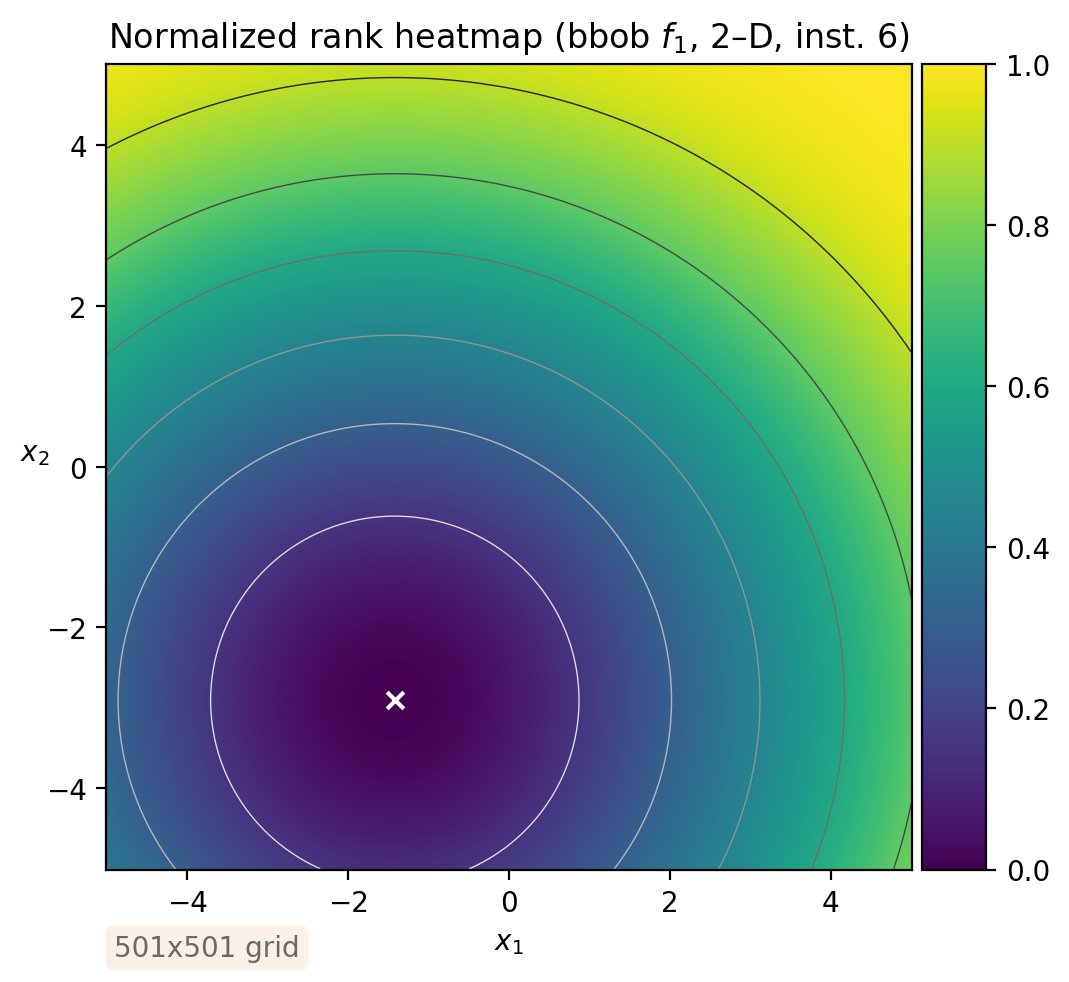 Normalized rank heatmap (bbob f₁, 2–D, inst. 6)
1.0
0.8
0.6
0.4
0.2
0.0
4
2
0
−2
−4
x₂
−4 −2 0 2 4
x₁
501x501 grid